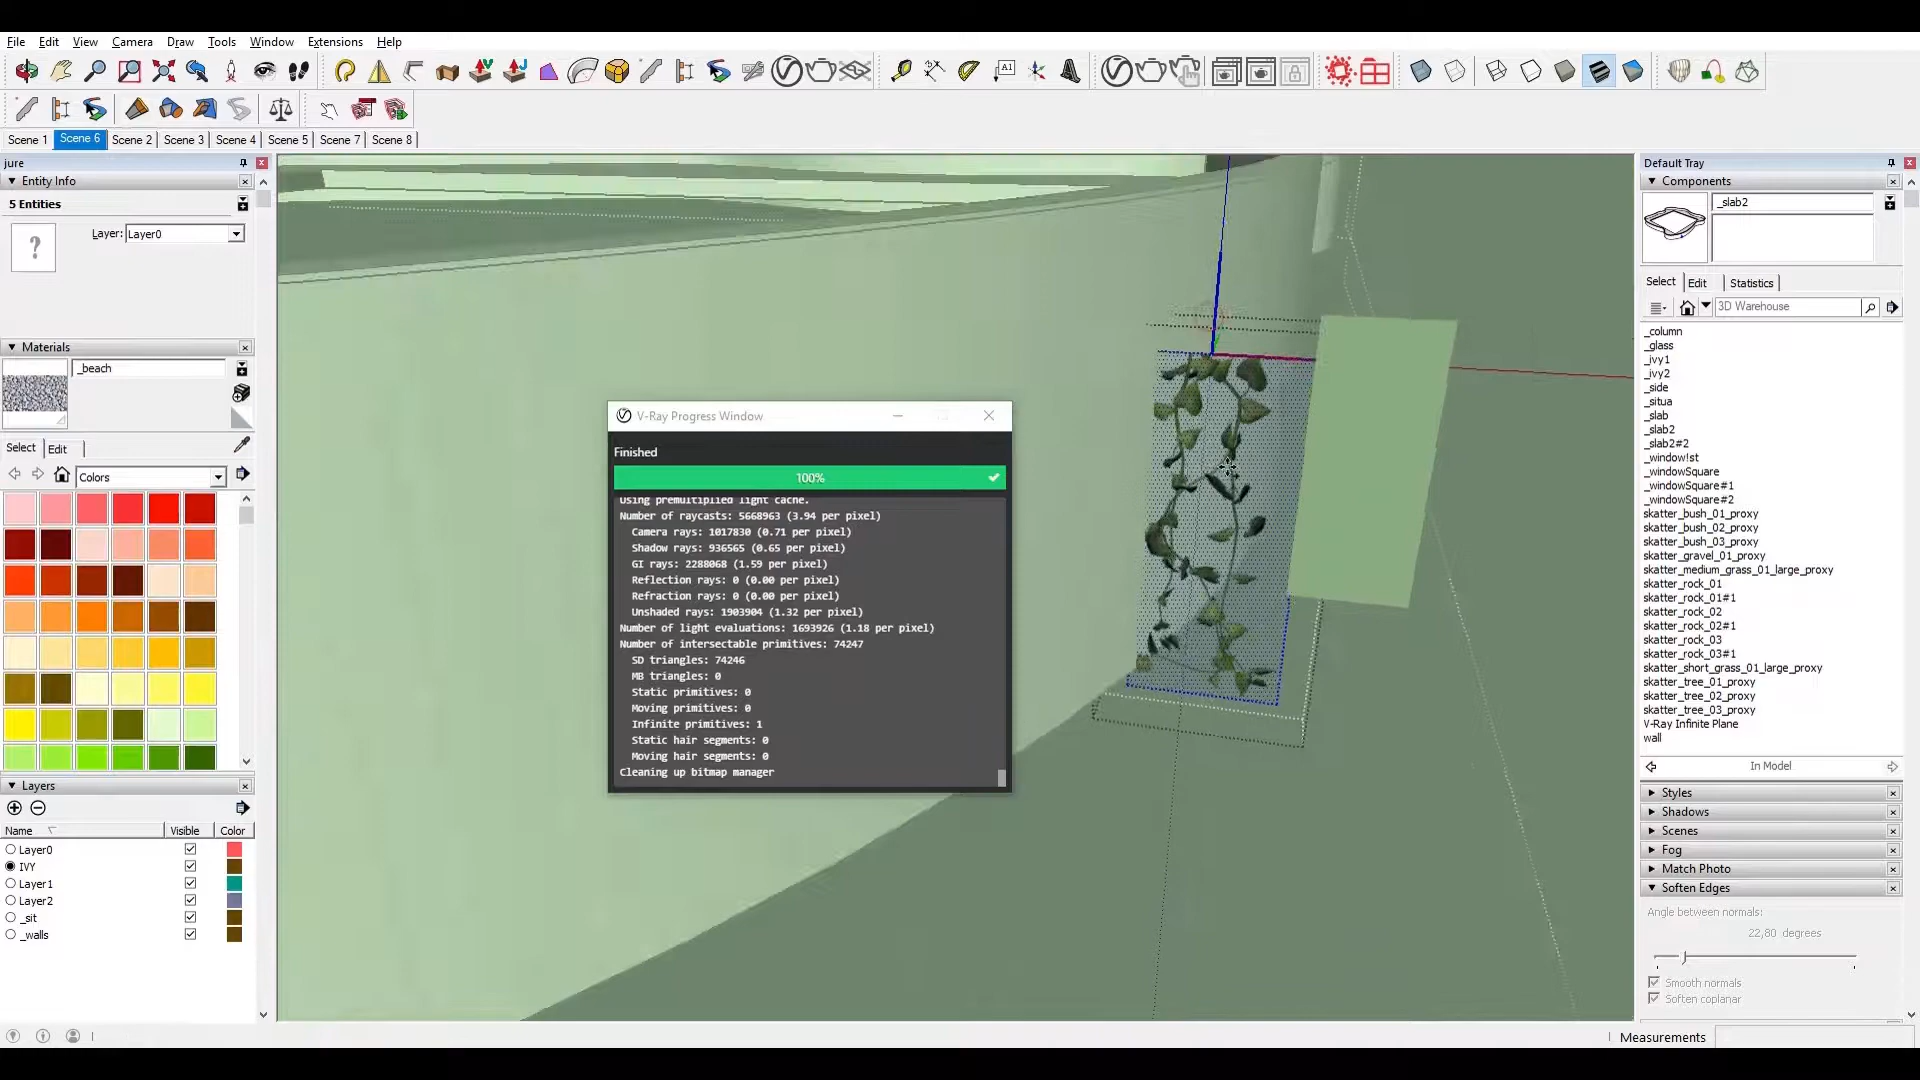 File Edit View Camera Draw Tools Window Extensions Help
A1
Scene 1 Scene 6 Scene 2 Scene 3 Scene 4 Scene 5 Scene 7 Scene 8
jure
Entity Info
5 Entities
?
Layer: Layer0
Materials
_beach
Select Edit
Colors
Layers
Name Visible Color
Layer0
IVY
Layer1
Layer2
_sit
_walls
V-Ray Progress Window
Finished
100%
Using premultiplied light cache.
Number of raycasts: 5668963 (3.94 per pixel)
Camera rays: 1017830 (0.71 per pixel)
Shadow rays: 936565 (0.65 per pixel)
GI rays: 2288068 (1.59 per pixel)
Reflection rays: 0 (0.00 per pixel)
Refraction rays: 0 (0.00 per pixel)
Unshaded rays: 1903904 (1.32 per pixel)
Number of light evaluations: 1693926 (1.18 per pixel)
Number of intersectable primitives: 74247
SD triangles: 74246
MB triangles: 0
Static primitives: 0
Moving primitives: 0
Infinite primitives: 1
Static hair segments: 0
Moving hair segments: 0
Cleaning up bitmap manager
Default Tray
Components
_slab2
Select Edit Statistics
3D Warehouse
_column
_glass
_ivy1
_ivy2
_side
_situa
_slab
_slab2
_slab2#2
_window!st
_windowSquare
_windowSquare#1
_windowSquare#2
skatter_bush_01_proxy
skatter_bush_02_proxy
skatter_bush_03_proxy
skatter_gravel_01_proxy
skatter_medium_grass_01_large_proxy
skatter_rock_01
skatter_rock_01#1
skatter_rock_02
skatter_rock_02#1
skatter_rock_03
skatter_rock_03#1
skatter_short_grass_01_large_proxy
skatter_tree_01_proxy
skatter_tree_02_proxy
skatter_tree_03_proxy
V-Ray Infinite Plane
wall
In Model
Styles
Shadows
Scenes
Fog
Match Photo
Soften Edges
Angle between normals:
22,80 degrees
Smooth normals
Soften coplanar
Measurements